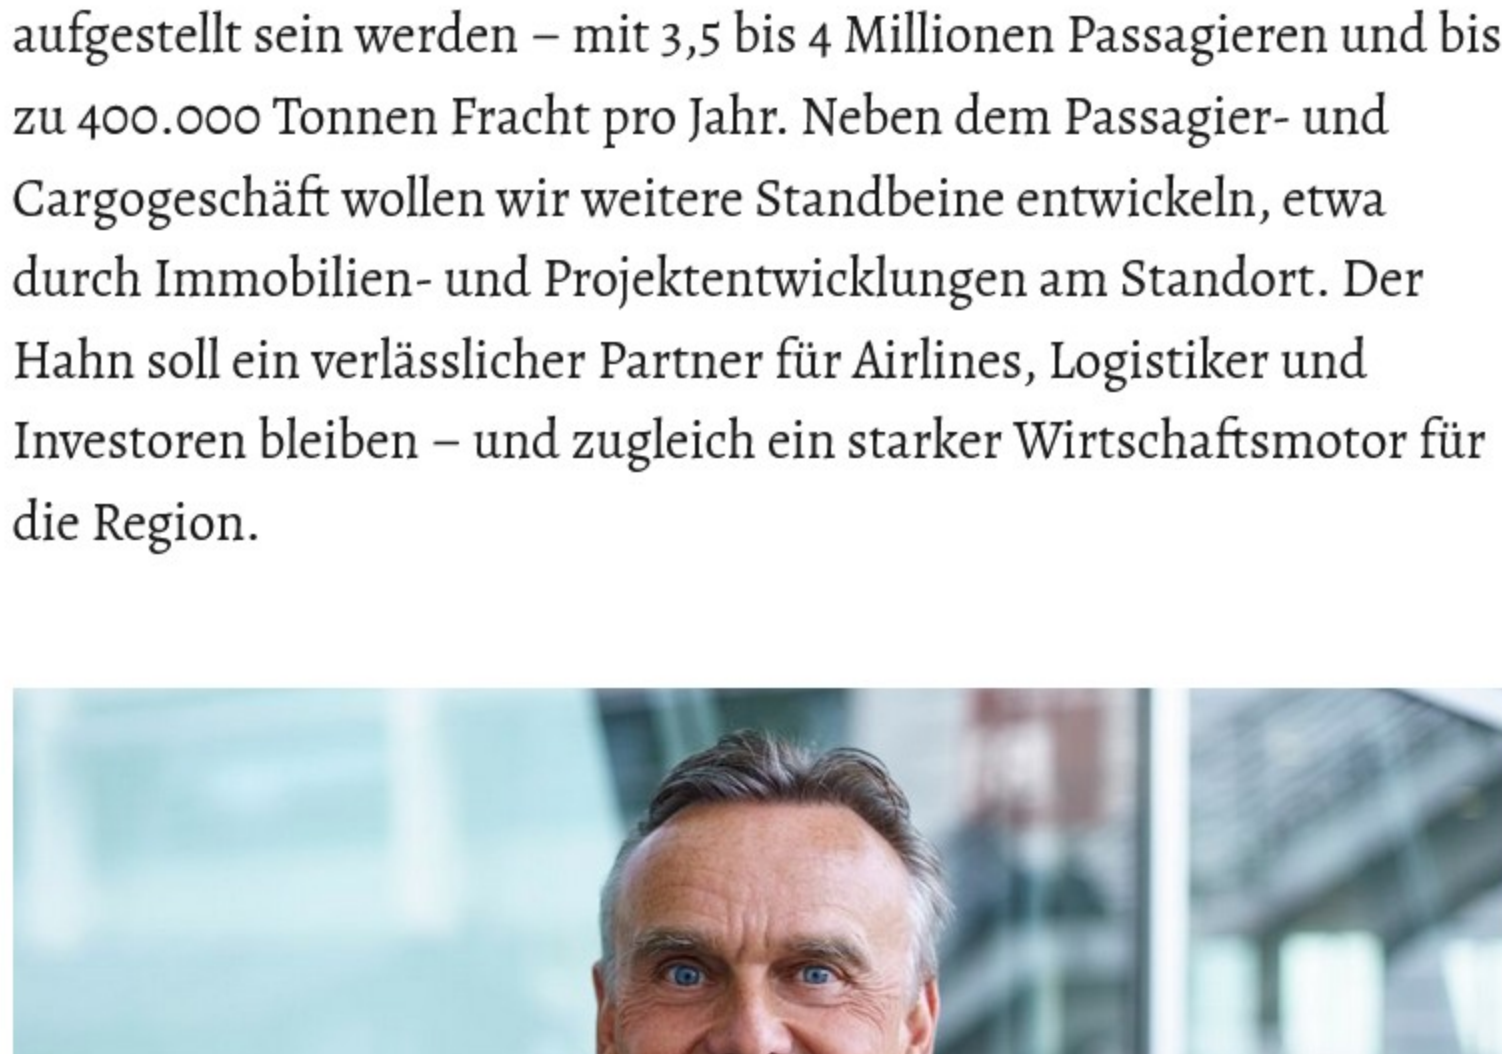 aufgestellt sein werden – mit 3,5 bis 4 Millionen Passagieren und bis
zu 400.000 Tonnen Fracht pro Jahr. Neben dem Passagier- und
Cargogeschäft wollen wir weitere Standbeine entwickeln, etwa
durch Immobilien- und Projektentwicklungen am Standort. Der
Hahn soll ein verlässlicher Partner für Airlines, Logistiker und
Investoren bleiben – und zugleich ein starker Wirtschaftsmotor für
die Region.